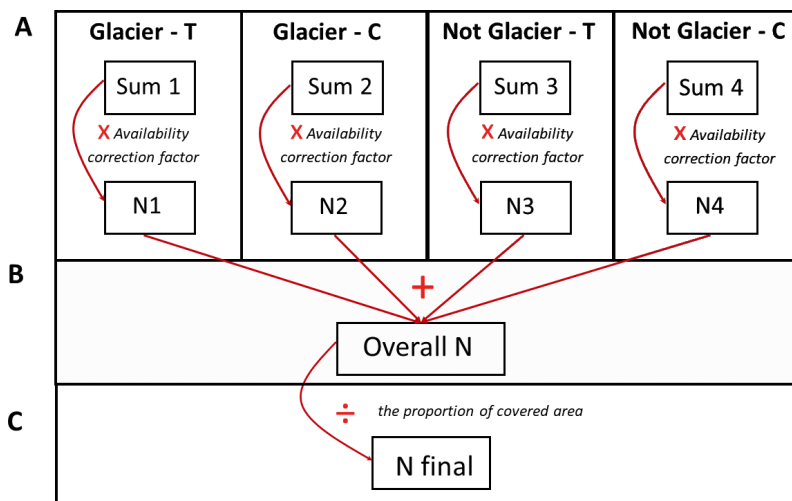 A
Glacier - T
Glacier - C
Not Glacier - T
Not Glacier - C
Sum 1
Sum 2
Sum 3
Sum 4
X Availability
correction factor
X Availability
correction factor
X Availability
correction factor
X Availability
correction factor
N1
N2
N3
N4
B
+
Overall N
C
÷ the proportion of covered area
N final